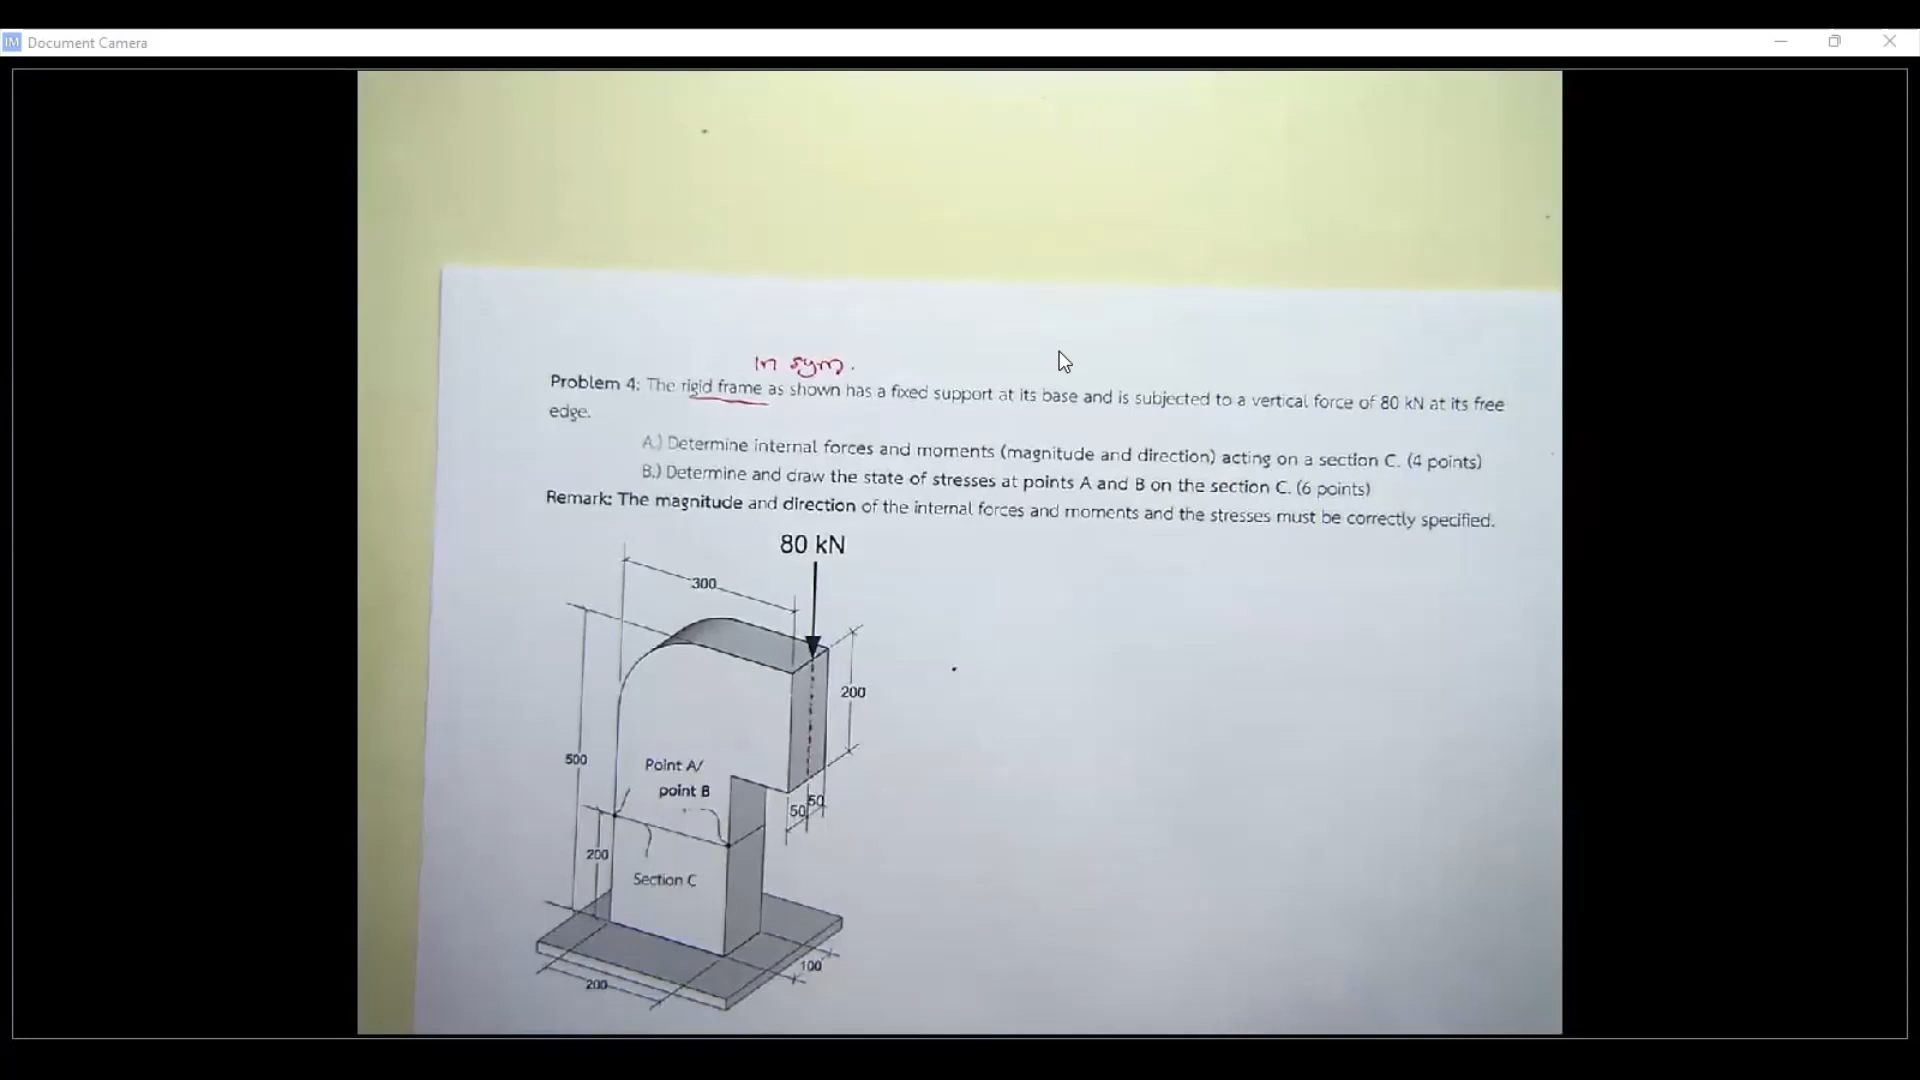 IM Document Camera
In sym.
Problem 4: The rigid frame as shown has a fixed support at its base and is subjected to a vertical force of 80 kN at its free
edge.
A.) Determine internal forces and moments (magnitude and direction) acting on a section C. (4 points)
B.) Determine and draw the state of stresses at points A and B on the section C. (6 points)
Remark: The magnitude and direction of the internal forces and moments and the stresses must be correctly specified.
80 kN
300
200
500
Point A/
point B
50
50
200
Section C
100
200